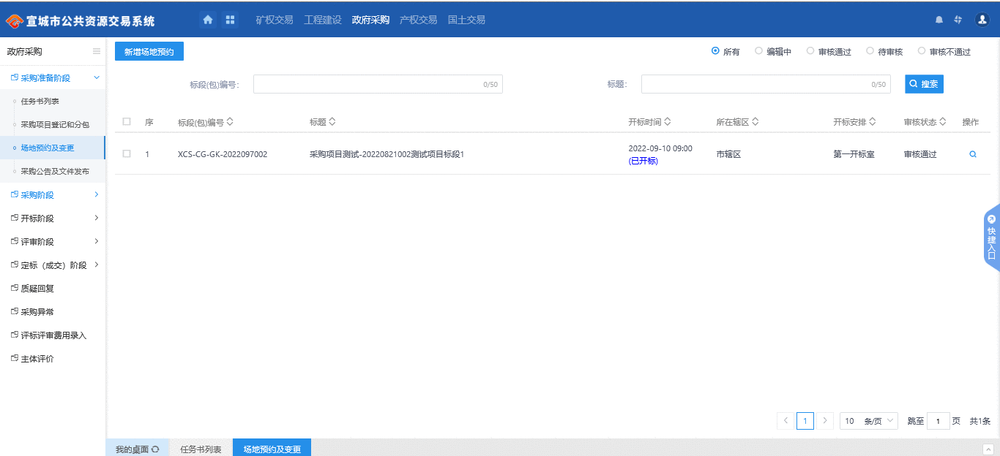 宣城市公共资源交易系统
矿权交易 工程建设 政府采购 产权交易 国土交易
政府采购
采购准备阶段
任务书列表
采购项目登记和分包
场地预约及变更
采购公告及文件发布
采购阶段
开标阶段
评审阶段
定标（成交）阶段
质疑回复
采购异常
评标评审费用录入
主体评价
新增场地预约
所有 编辑中 审核通过 待审核 审核不通过
标段(包)编号： 0/50 标题： 0/50 搜索
序 标段(包)编号 标题 开标时间 所在辖区 开标安排 审核状态 操作
1 XCS-CG-GK-2022097002 采购项目测试-20220821002测试项目标段1 2022-09-10 09:00 市辖区 第一开标室 审核通过
(已开标)
快捷入口
1 10 条/页 跳至 1 页 共1条
我的桌面 任务书列表 场地预约及变更